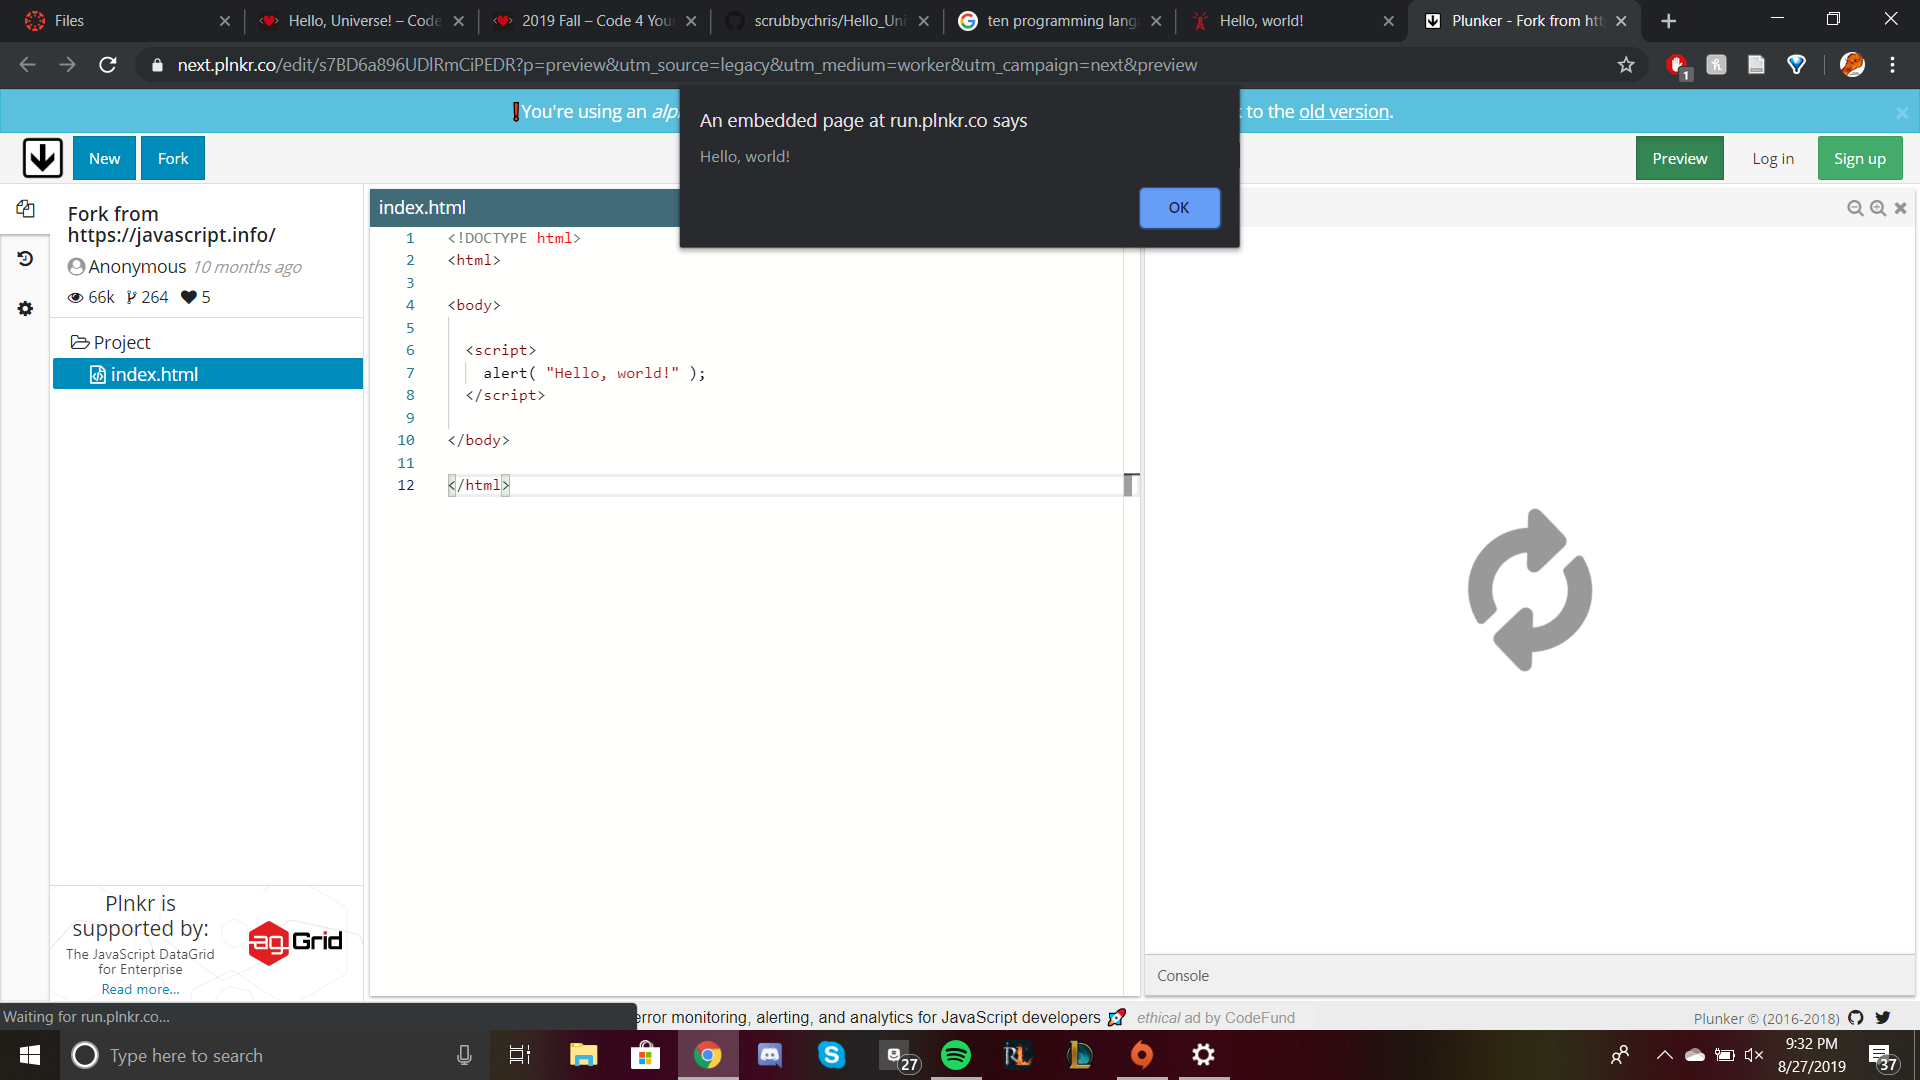 Files
Hello, Universe! – Code
2019 Fall – Code 4 You
scrubbychris/Hello_Uni
ten programming lang
Hello, world!
Plunker - Fork from htt
next.plnkr.co/edit/s7BD6a896UDlRmCiPEDR?p=preview&utm_source=legacy&utm_medium=worker&utm_campaign=next&preview
1
You're using an alp
to the old version.
An embedded page at run.plnkr.co says
Hello, world!
OK
New
Fork
Preview
Log in
Sign up
Fork from
https://javascript.info/
Anonymous 10 months ago
66k 264 5
Project
index.html
index.html
1 <!DOCTYPE html>
2 <html>
3
4 <body>
5
6 <script>
7 alert( "Hello, world!" );
8 </script>
9
10 </body>
11
12 </html>
Plnkr is
supported by:
The JavaScript DataGrid
for Enterprise
Read more...
ag-Grid
Console
Waiting for run.plnkr.co...
error monitoring, alerting, and analytics for JavaScript developers
ethical ad by CodeFund
Plunker © (2016-2018)
Type here to search
27
9:32 PM
8/27/2019
37